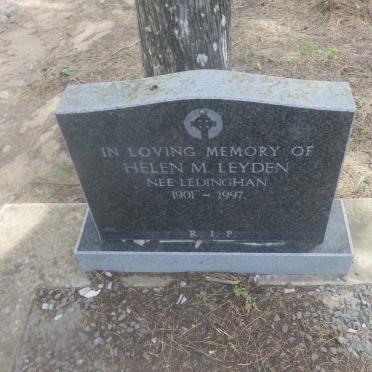 IN LOVING MEMORY OF
HELEN M. LEYDEN
NEE LEDINGHAN
1901 ~ 1997
R. I. P.